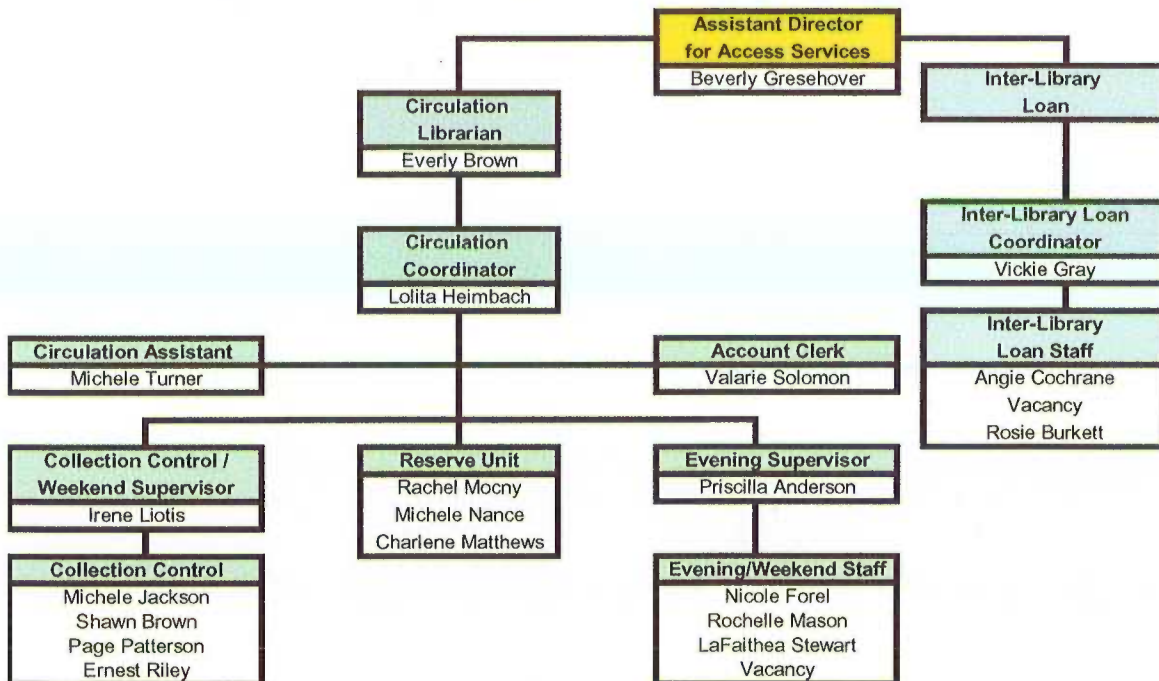 Assistant Director
for Access Services
Beverly Gresehover
Circulation
Librarian
Everly Brown
Inter-Library
Loan
Circulation
Coordinator
Lolita Heimbach
Inter-Library Loan
Coordinator
Vickie Gray
Circulation Assistant
Michele Turner
Account Clerk
Valarie Solomon
Inter-Library
Loan Staff
Angie Cochrane
Vacancy
Rosie Burkett
Collection Control /
Weekend Supervisor
Irene Liotis
Reserve Unit
Rachel Mocny
Michele Nance
Charlene Matthews
Evening Supervisor
Priscilla Anderson
Collection Control
Michele Jackson
Shawn Brown
Page Patterson
Ernest Riley
Evening/Weekend Staff
Nicole Forel
Rochelle Mason
LaFaithea Stewart
Vacancy